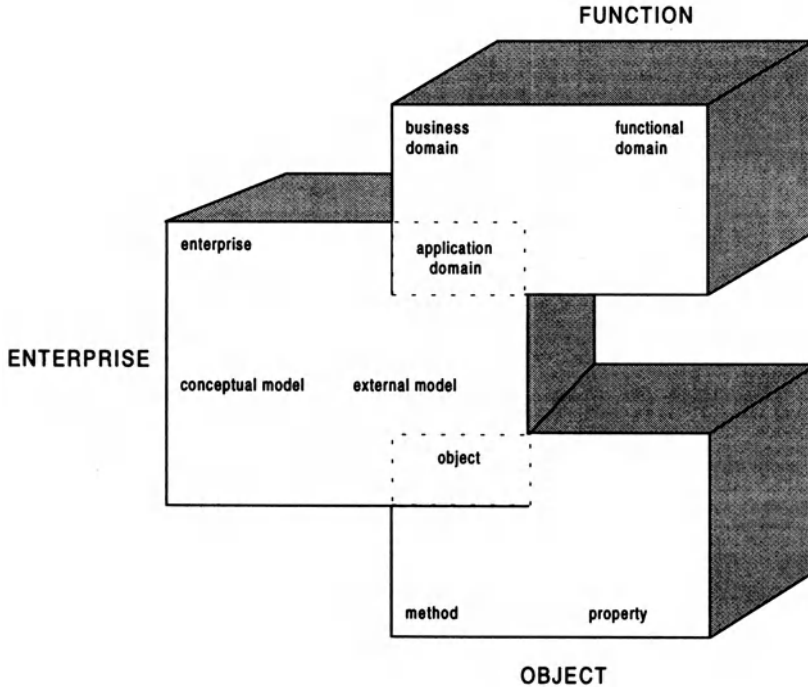 FUNCTION
business
domain
functional
domain
enterprise
application
domain
ENTERPRISE
conceptual model
external model
object
method
property
OBJECT